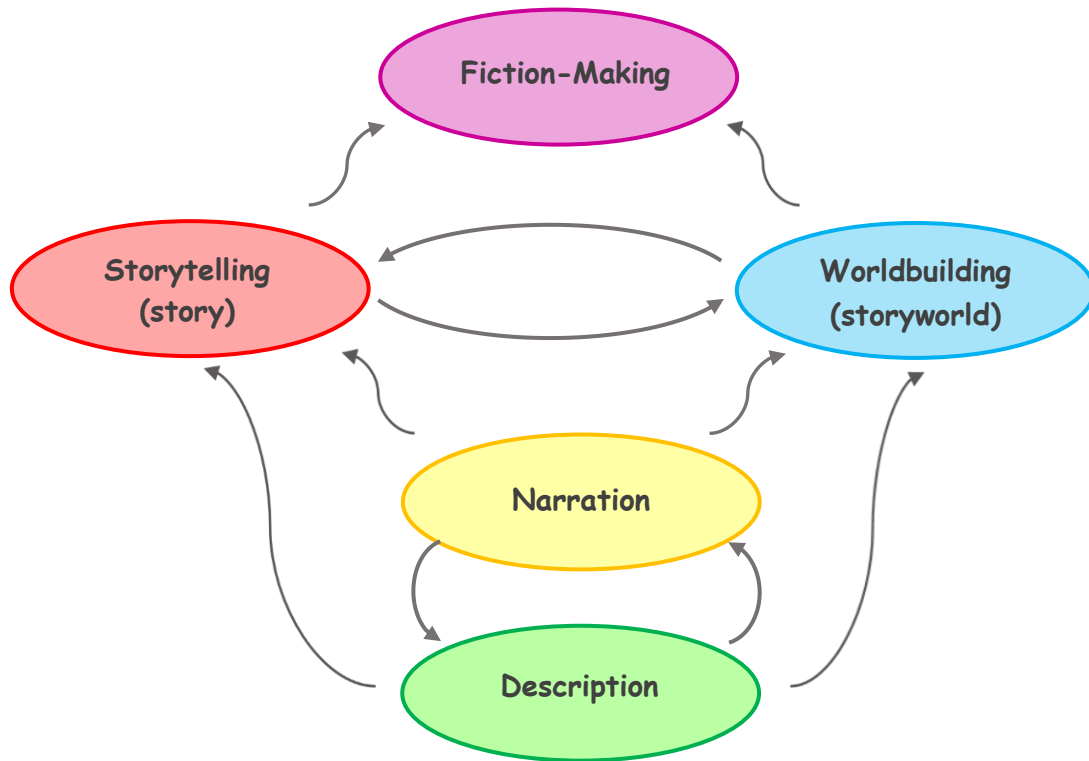 Fiction-Making
Storytelling
(story)
Worldbuilding
(storyworld)
Narration
Description